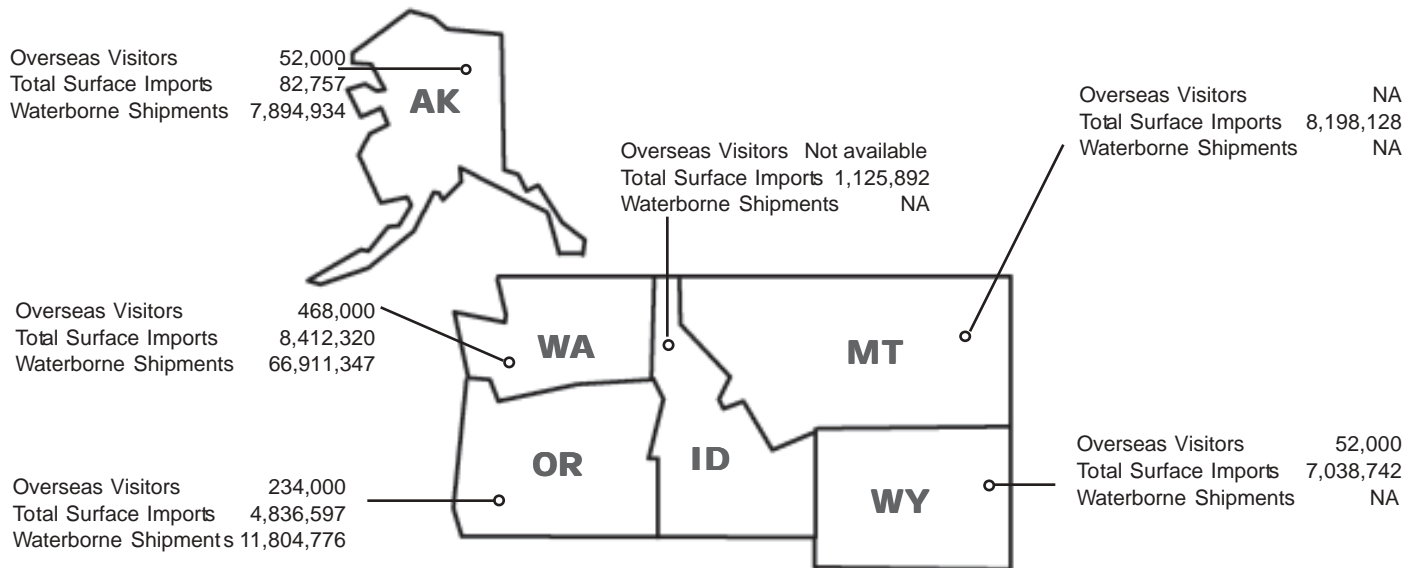 Overseas Visitors 52,000
Total Surface Imports 82,757
Waterborne Shipments 7,894,934
AK
Overseas Visitors NA
Total Surface Imports 8,198,128
Waterborne Shipments NA
Overseas Visitors Not available
Total Surface Imports 1,125,892
Waterborne Shipments NA
Overseas Visitors 468,000
Total Surface Imports 8,412,320
Waterborne Shipments 66,911,347
WA
MT
Overseas Visitors 52,000
Total Surface Imports 7,038,742
Waterborne Shipments NA
OR
ID
WY
Overseas Visitors 234,000
Total Surface Imports 4,836,597
Waterborne Shipments 11,804,776